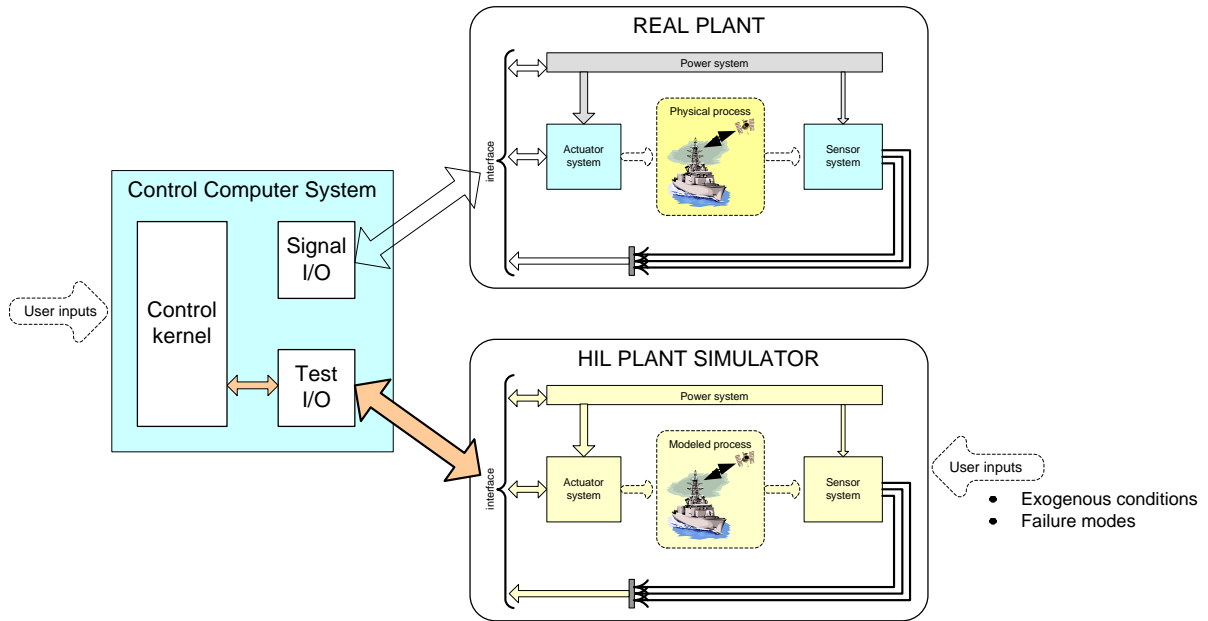 REAL PLANT
Power system
Physical process
Actuator
system
Sensor
system
interface
Control Computer System
Signal
I/O
Control
kernel
Test
I/O
User inputs
HIL PLANT SIMULATOR
Power system
Modeled process
Actuator
system
Sensor
system
interface
User inputs
• Exogenous conditions
• Failure modes